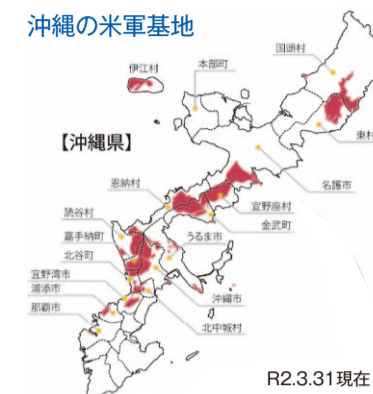 沖縄の米軍基地
国頭村
本部町
伊江村
東村
【沖縄県】
名護市
恩納村
宜野座村
読谷村
金武町
嘉手納町
うるま市
北谷町
宜野湾市
浦添市
沖縄市
那覇市
北中城村
R2.3.31現在